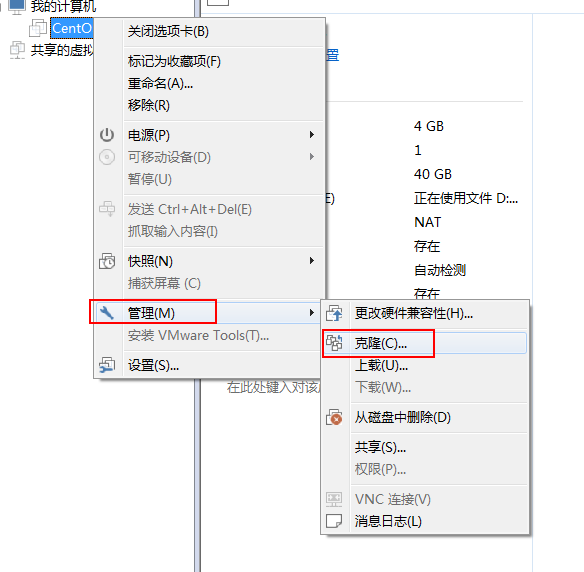 我的计算机
CentO
共享的虚拟
关闭选项卡(B)
标记为收藏项(F)
重命名(A)...
移除(R)
电源(P)
可移动设备(D)
暂停(U)
发送 Ctrl+Alt+Del(E)
抓取输入内容(I)
快照(N)
捕获屏幕 (C)
管理(M)
安装 VMware Tools(T)...
设置(S)...
置
4 GB
1
40 GB
E)
正在使用文件 D:...
NAT
存在
自动检测
存在
在此处键入对该
更改硬件兼容性(H)...
克隆(C)...
上载(U)...
下载(W)...
从磁盘中删除(D)
共享(S)...
权限(P)...
VNC 连接(V)
消息日志(L)